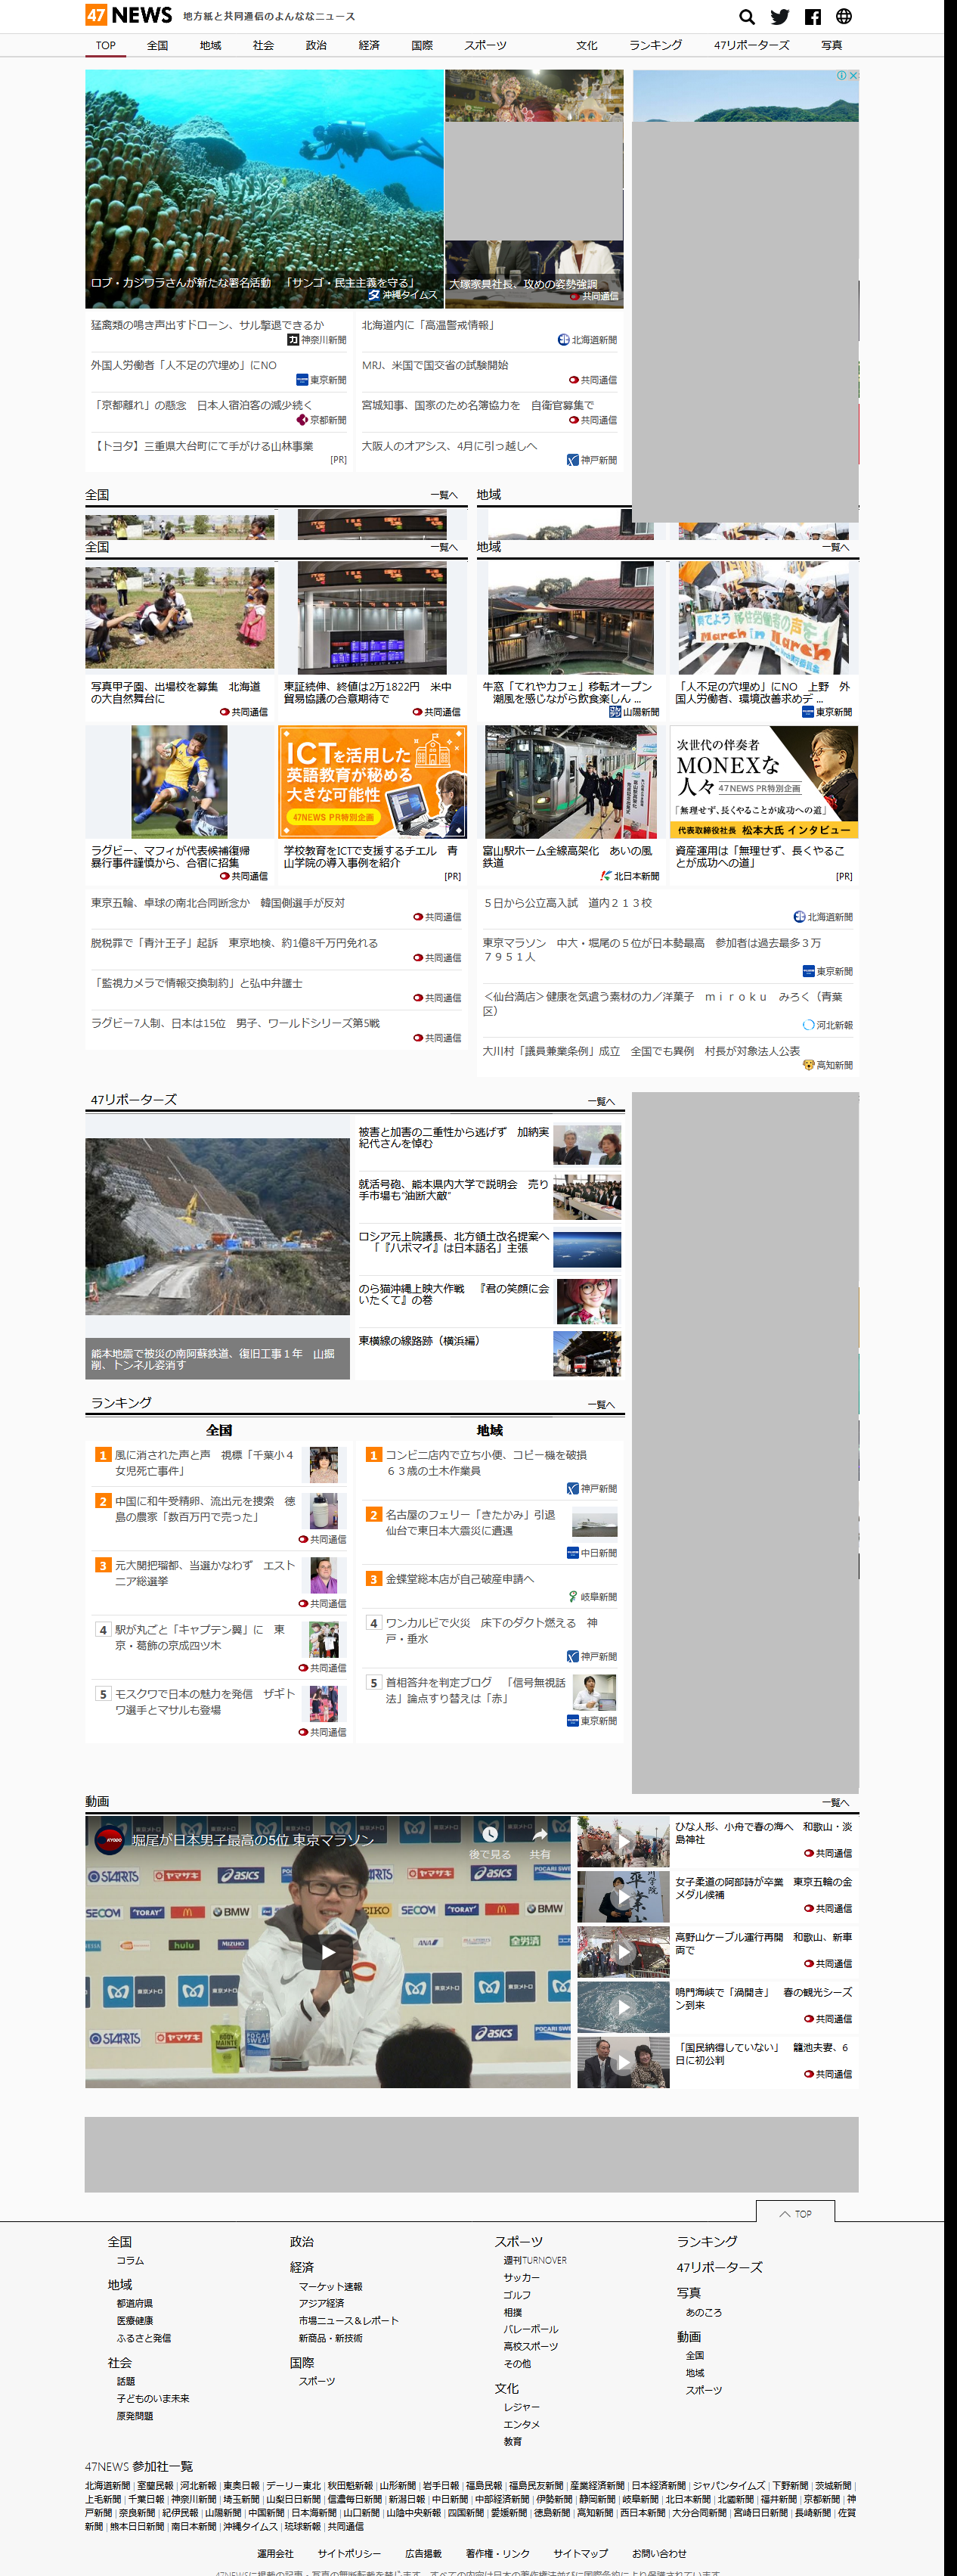 47 NEWS 地方紙と共同通信のよんななニュース
TOP 全国 地域 社会 政治 経済 国際 スポーツ 文化 ランキング 47リポーターズ 写真
ロブ・カジワラさんが新たな署名活動 「サンゴ・民主主義を守る」
沖縄タイムス
大塚家具社長、攻めの姿勢強調
共同通信
猛禽類の鳴き声出すドローン、サル撃退できるか
神奈川新聞
外国人労働者「人不足の穴埋め」にNO
東京新聞
「京都離れ」の懸念 日本人宿泊客の減少続く
京都新聞
【トヨタ】三重県大台町にて手がける山林事業
[PR]
北海道内に「高温警戒情報」
北海道新聞
MRJ、米国で国交省の試験開始
共同通信
宮城知事、国家のため名簿協力を 自衛官募集で
共同通信
大阪人のオアシス、4月に引っ越しへ
神戸新聞
全国 一覧へ
地域
全国 一覧へ
地域 一覧へ
写真甲子園、出場校を募集 北海道
の大自然舞台に
共同通信
東証続伸、終値は2万1822円 米中
貿易協議の合意期待で
共同通信
牛窓「てれやカフェ」移転オープン
潮風を感じながら飲食楽しん ...
山陽新聞
March in March
「人不足の穴埋め」にNO 上野 外
国人労働者、環境改善求めデ ...
東京新聞
ラグビー、マフィが代表候補復帰
暴行事件謹慎から、合宿に招集
共同通信
ICTを活用した
英語教育が秘める
大きな可能性
47NEWS PR特別企画
学校教育をICTで支援するチエル 青
山学院の導入事例を紹介
[PR]
富山駅ホーム全線高架化 あいの風
鉄道
北日本新聞
次世代の伴奏者
MONEXな
人々 47NEWS PR特別企画
「無理せず、長くやることが成功への道」
代表取締役社長 松本大氏 インタビュー
資産運用は「無理せず、長くやるこ
とが成功への道」
[PR]
東京五輪、卓球の南北合同断念か 韓国側選手が反対
共同通信
脱税罪で「青汁王子」起訴 東京地検、約1億8千万円免れる
共同通信
「監視カメラで情報交換制約」と弘中弁護士
共同通信
ラグビー7人制、日本は15位 男子、ワールドシリーズ第5戦
共同通信
５日から公立高入試 道内２１３校
北海道新聞
東京マラソン 中大・堀尾の５位が日本勢最高 参加者は過去最多３万
７９５１人
東京新聞
＜仙台満店＞健康を気遣う素材の力／洋菓子 ｍｉｒｏｋｕ みろく（青葉
区）
河北新報
大川村「議員兼業条例」成立 全国でも異例 村長が対象法人公表
高知新聞
47リポーターズ 一覧へ
熊本地震で被災の南阿蘇鉄道、復旧工事１年 山掘
削、トンネル姿消す
被害と加害の二重性から逃げず 加納実
紀代さんを悼む
就活号砲、熊本県内大学で説明会 売り
手市場も“油断大敵”
ロシア元上院議長、北方領土改名提案へ
「『ハボマイ』は日本語名」主張
のら猫沖縄上映大作戦 『君の笑顔に会
いたくて』の巻
東横線の線路跡（横浜編）
ランキング 一覧へ
全国
1 風に消された声と声 視標「千葉小４
女児死亡事件」
2 中国に和牛受精卵、流出元を捜索 徳
島の農家「数百万円で売った」
共同通信
3 元大関把瑠都、当選かなわず エスト
ニア総選挙
共同通信
4 駅が丸ごと「キャプテン翼」に 東
京・葛飾の京成四ツ木
共同通信
5 モスクワで日本の魅力を発信 ザギト
ワ選手とマサルも登場
共同通信
地域
1 コンビニ店内で立ち小便、コピー機を破損
６３歳の土木作業員
神戸新聞
2 名古屋のフェリー「きたかみ」引退
仙台で東日本大震災に遭遇
中日新聞
3 金蝶堂総本店が自己破産申請へ
岐阜新聞
4 ワンカルビで火災 床下のダクト燃える 神
戸・垂水
神戸新聞
5 首相答弁を判定ブログ 「信号無視話
法」論点すり替えは「赤」
東京新聞
動画 一覧へ
KYODO 堀尾が日本男子最高の5位 東京マラソン
後で見る 共有
STARTS ヤマザキ asics
SECOM TORAY BMW SEIKO SECOM TORAY BMW
hulu MIZUNO ANA
東京メトロ
STARTS ヤマザキ asics
ひな人形、小舟で春の海へ 和歌山・淡
島神社
共同通信
女子柔道の阿部詩が卒業 東京五輪の金
メダル候補
共同通信
高野山ケーブル運行再開 和歌山、新車
両で
共同通信
鳴門海峡で「渦開き」 春の観光シーズ
ン到来
共同通信
「国民納得していない」 籠池夫妻、6
日に初公判
共同通信
TOP
全国
コラム
地域
都道府県
医療健康
ふるさと発信
社会
話題
子どものいま未来
原発問題
政治
経済
マーケット速報
アジア経済
市場ニュース＆レポート
新商品・新技術
国際
スポーツ
スポーツ
週刊TURNOVER
サッカー
ゴルフ
相撲
バレーボール
高校スポーツ
その他
文化
レジャー
エンタメ
教育
ランキング
47リポーターズ
写真
あのころ
動画
全国
地域
スポーツ
47NEWS 参加社一覧
北海道新聞 | 室蘭民報 | 河北新報 | 東奥日報 | デーリー東北 | 秋田魁新報 | 山形新聞 | 岩手日報 | 福島民報 | 福島民友新聞 | 産業経済新聞 | 日本経済新聞 | ジャパンタイムズ | 下野新聞 | 茨城新聞 |
上毛新聞 | 千葉日報 | 神奈川新聞 | 埼玉新聞 | 山梨日日新聞 | 信濃毎日新聞 | 新潟日報 | 中日新聞 | 中部経済新聞 | 伊勢新聞 | 静岡新聞 | 岐阜新聞 | 北日本新聞 | 北國新聞 | 福井新聞 | 京都新聞 | 神
戸新聞 | 奈良新聞 | 紀伊民報 | 山陽新聞 | 中国新聞 | 日本海新聞 | 山口新聞 | 山陰中央新報 | 四国新聞 | 愛媛新聞 | 徳島新聞 | 高知新聞 | 西日本新聞 | 大分合同新聞 | 宮崎日日新聞 | 長崎新聞 | 佐賀
新聞 | 熊本日日新聞 | 南日本新聞 | 沖縄タイムス | 琉球新報 | 共同通信
運用会社 サイトポリシー 広告掲載 著作権・リンク サイトマップ お問い合わせ